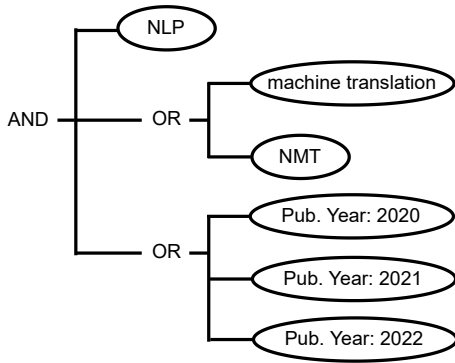 NLP
machine translation
AND
OR
NMT
Pub. Year: 2020
OR
Pub. Year: 2021
Pub. Year: 2022